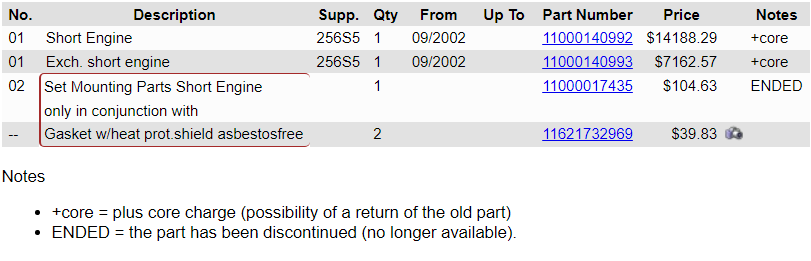 No. Description Supp. Qty From Up To Part Number Price Notes
01 Short Engine 256S5 1 09/2002 11000140992 $14188.29 +core
01 Exch. short engine 256S5 1 09/2002 11000140993 $7162.57 +core
02 Set Mounting Parts Short Engine 1 11000017435 $104.63 ENDED
only in conjunction with
-- Gasket w/heat prot.shield asbestosfree 2 11621732969 $39.83
Notes
• +core = plus core charge (possibility of a return of the old part)
• ENDED = the part has been discontinued (no longer available).